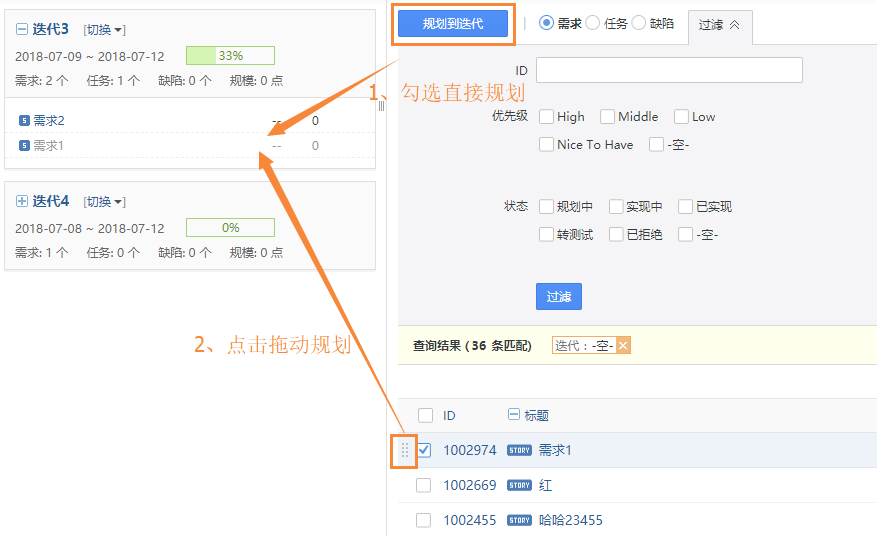 迭代3 [切换]
2018-07-09 ~ 2018-07-12 33%
需求: 2 个 任务: 1 个 缺陷: 0 个 规模: 0 点
S 需求2 -- 0
S 需求1 -- 0
迭代4 [切换]
2018-07-08 ~ 2018-07-12 0%
需求: 1 个 任务: 0 个 缺陷: 0 个 规模: 0 点
规划到迭代 | 需求 任务 缺陷 过滤
1、勾选直接规划
2、点击拖动规划
ID
优先级 High Middle Low
Nice To Have -空-
状态 规划中 实现中 已实现
转测试 已拒绝 -空-
过滤
查询结果 ( 36 条匹配) 迭代：-空-
ID 标题
1002974 STORY 需求1
1002669 STORY 红
1002455 STORY 哈哈23455